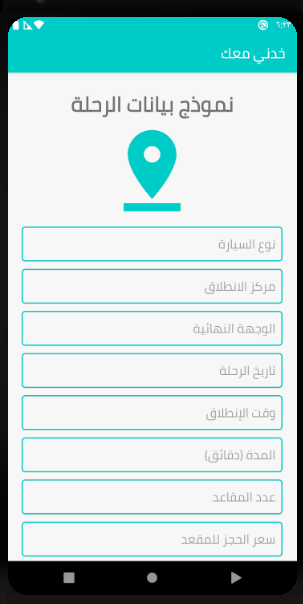 ٦:٢٢
خدني معك
نموذج بيانات الرحلة
نوع السيارة
مركز الانطلاق
الوجهة النهائية
تاريخ الرحلة
وقت الإنطلاق
المدة (دقائق)
عدد المقاعد
سعر الحجز للمقعد